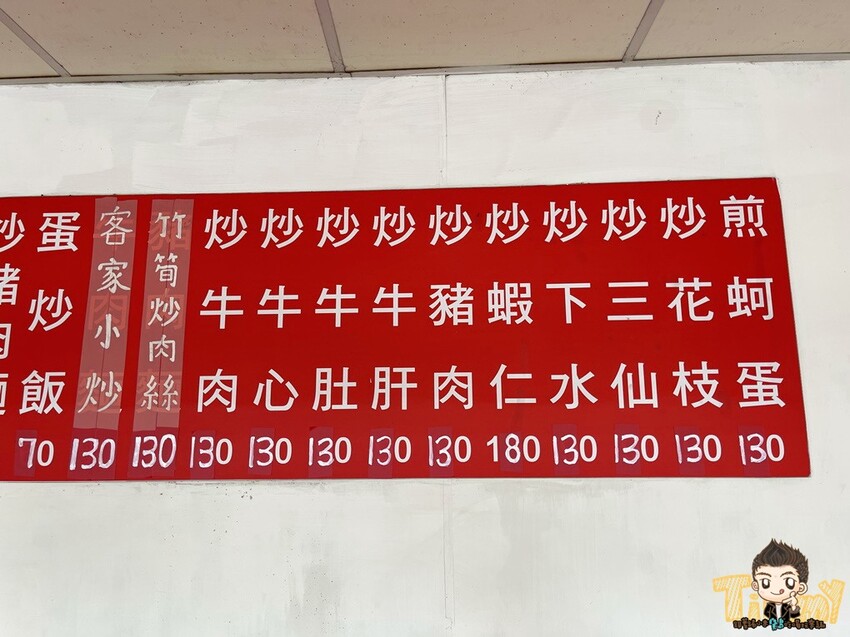 煎蚵蛋 130
炒花枝 130
炒三仙 130
炒下水 130
炒蝦仁 180
炒豬肉 130
炒牛肝 130
炒牛肚 130
炒牛心 130
炒牛肉 130
竹筍炒肉絲 130
客家小炒 130
蛋炒飯 70